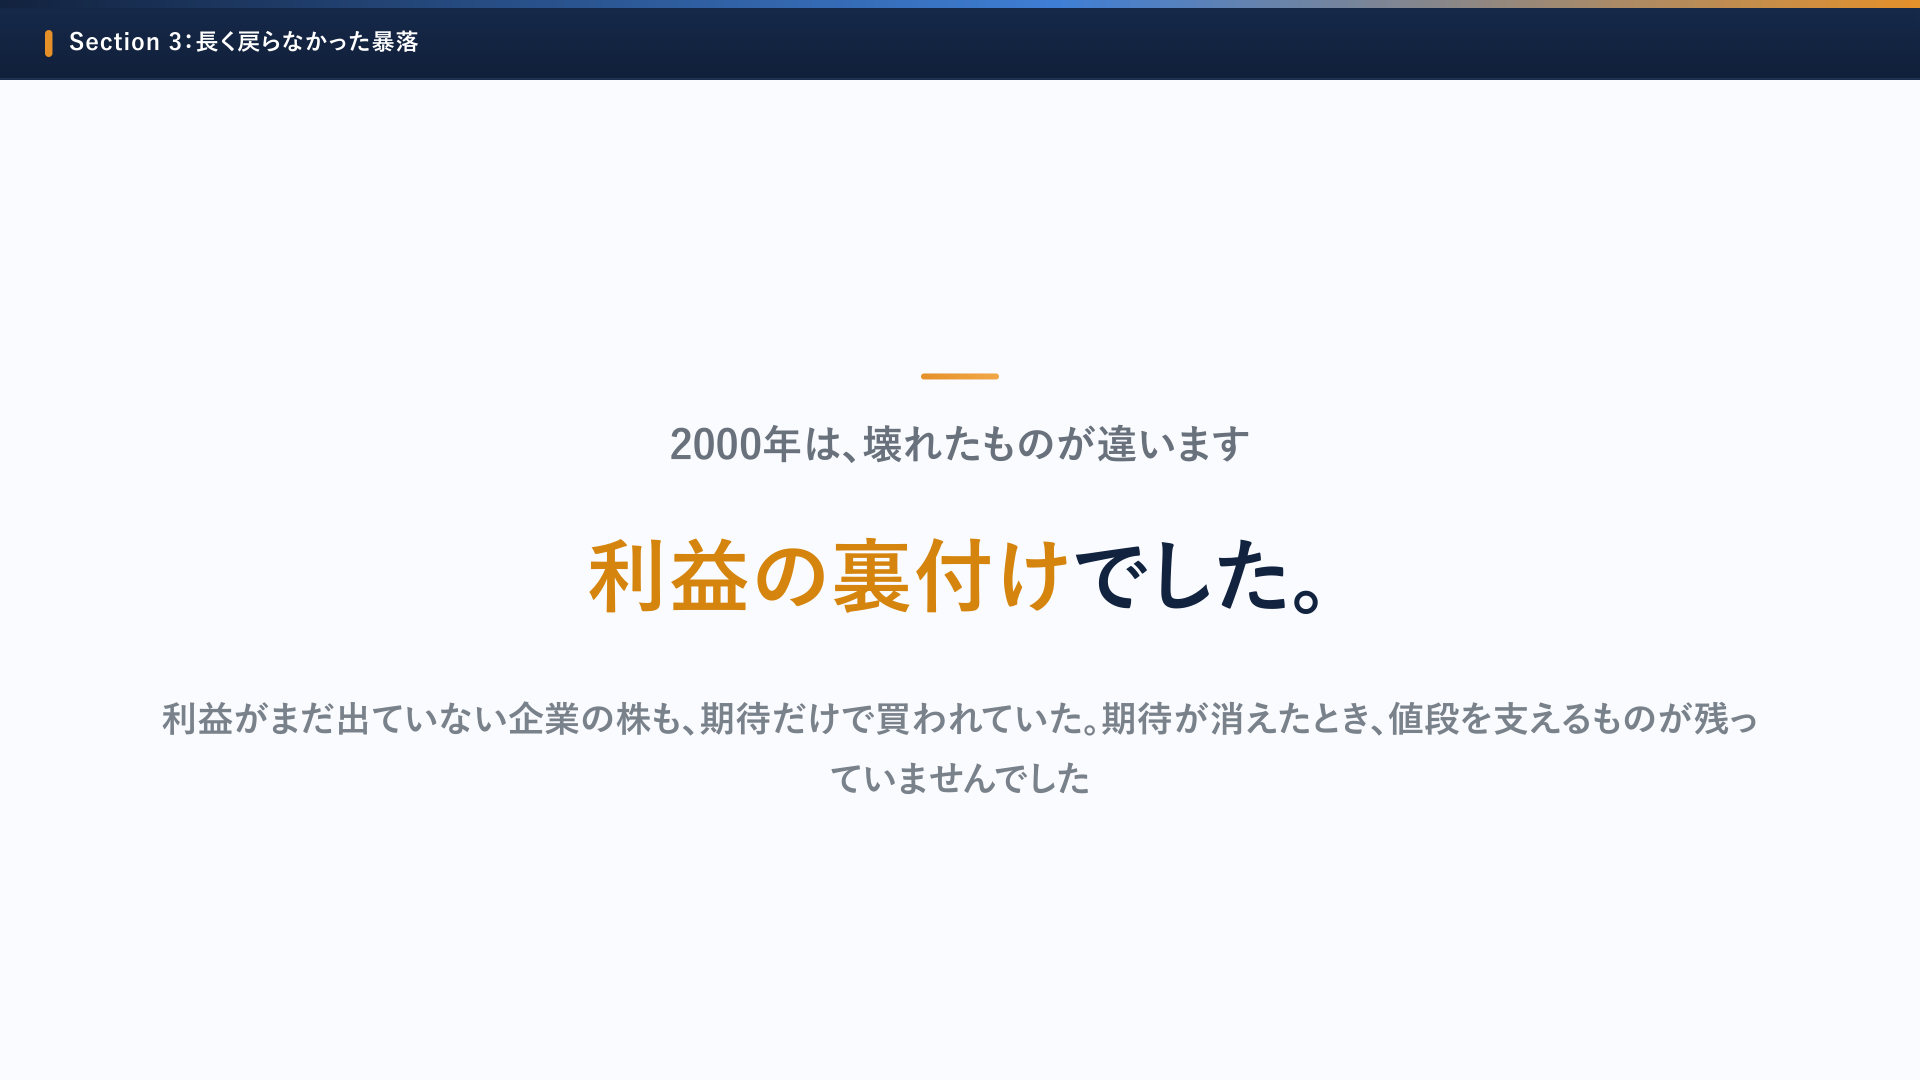 Section 3：長く戻らなかった暴落
2000年は、壊れたものが違います
利益の裏付けでした。
利益がまだ出ていない企業の株も、期待だけで買われていた。期待が消えたとき、値段を支えるものが残っ
ていませんでした